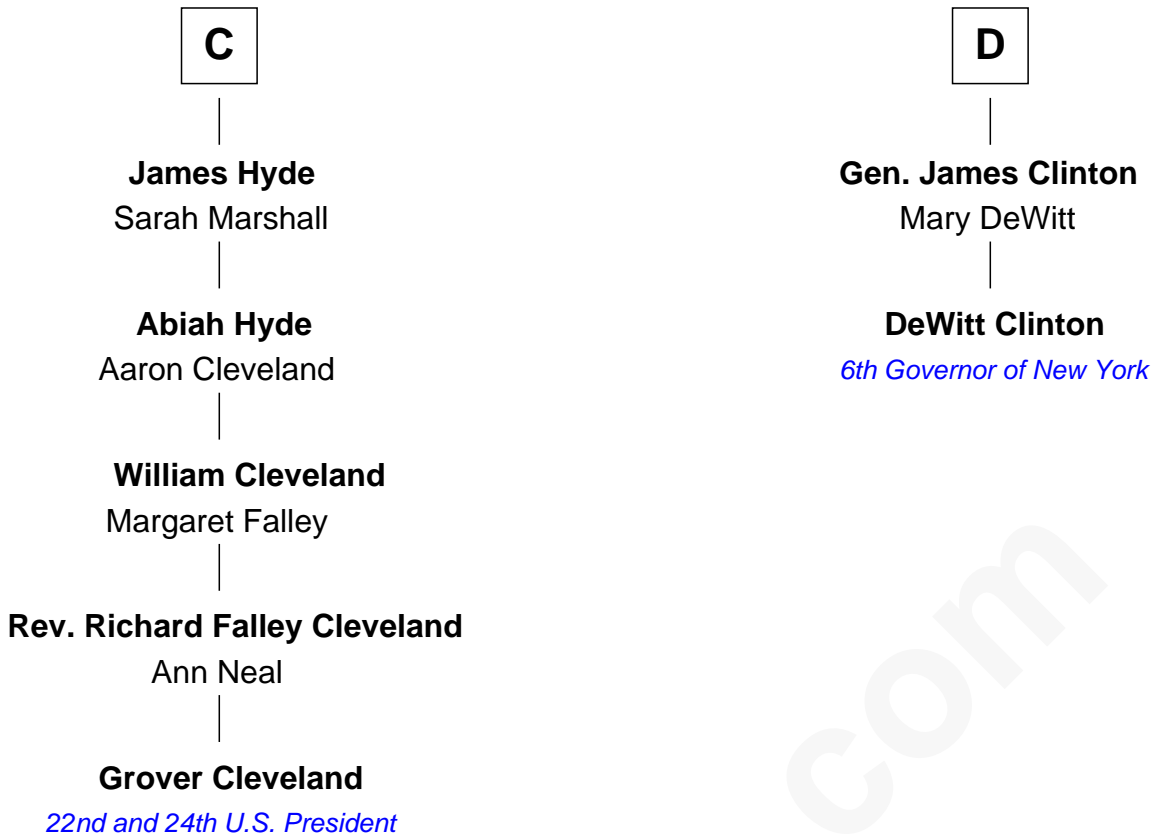 C
James Hyde
Sarah Marshall
Abiah Hyde
Aaron Cleveland
William Cleveland
Margaret Falley
Rev. Richard Falley Cleveland
Ann Neal
Grover Cleveland
22nd and 24th U.S. President
D
Gen. James Clinton
Mary DeWitt
DeWitt Clinton
6th Governor of New York
com